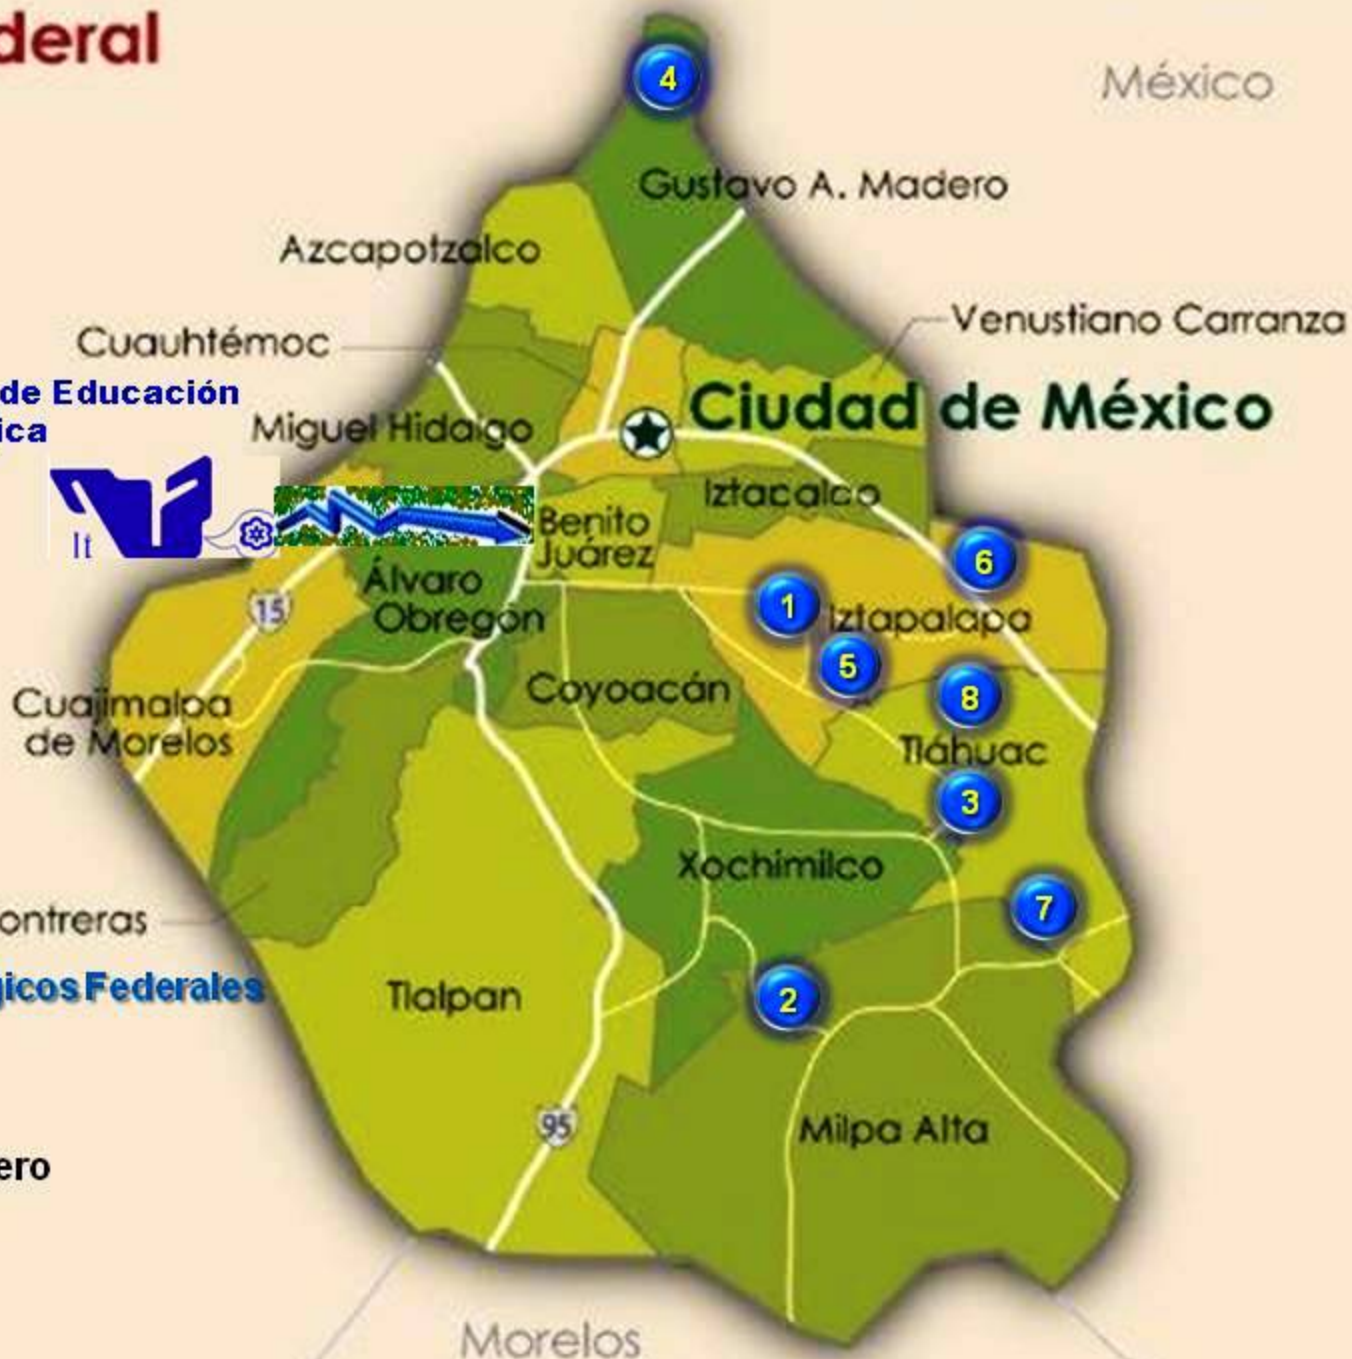 deral
4
México
Gustavo A. Madero
Azcapotzalco
Venustiano Carranza
Cuauhtémoc
de Educación
ica
Ciudad de México
Miguel Hidalgo
Iztacalco
It
Benito
Juárez
6
Álvaro
Obregón
15
1
Iztapalapa
5
Coyoacán
8
Cuajimalpa
de Morelos
Tláhuac
3
Xochimilco
7
ontreras
gicos Federales
Tlalpan
2
95
Milpa Alta
ero
Morelos